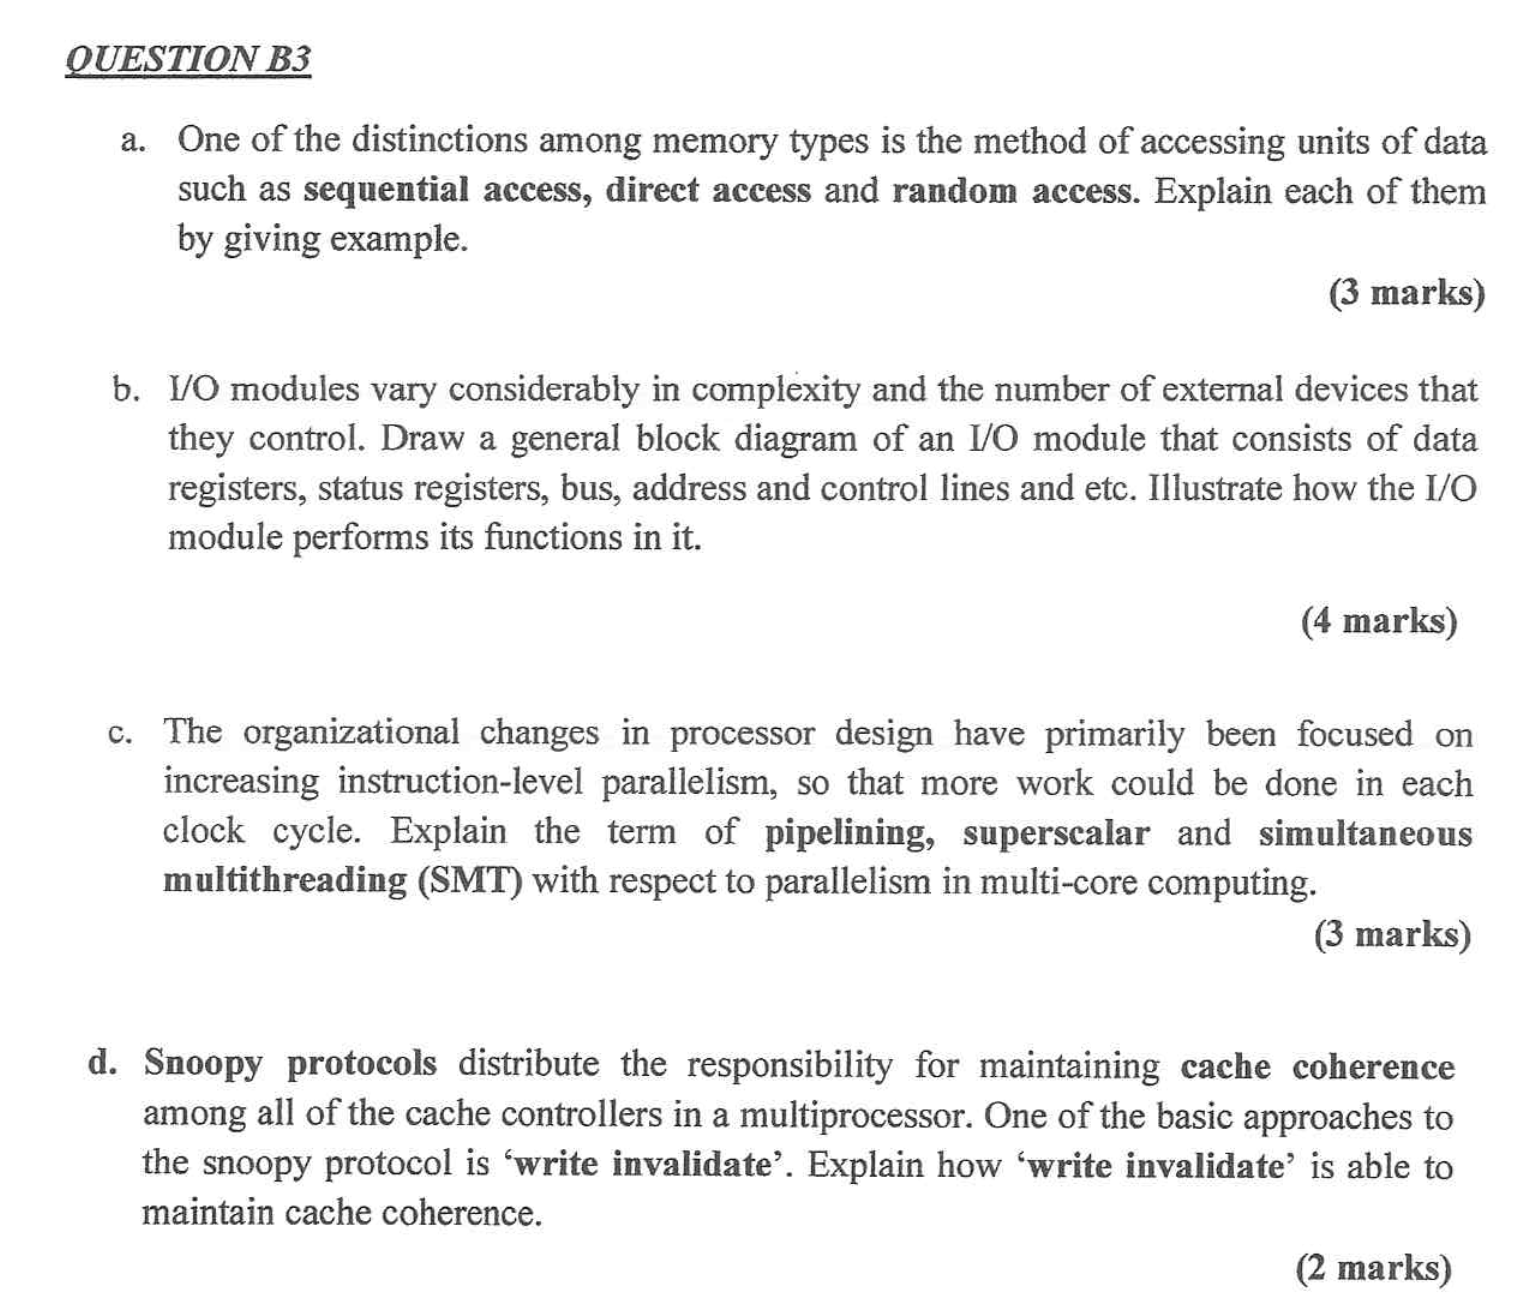 QUESTION B3
a. One of the distinctions among memory types is the method of accessing units of data
such as sequential access, direct access and random access. Explain each of them
by giving example.
(3 marks)
b. I/O modules vary considerably in complexity and the number of external devices that
they control. Draw a general block diagram of an I/O module that consists of data
registers, status registers, bus, address and control lines and etc. Illustrate how the I/O
module performs its functions in it.
(4 marks)
c. The organizational changes in processor design have primarily been focused on
increasing instruction-level parallelism, so that more work could be done in each
clock cycle. Explain the term of pipelining, superscalar and simultaneous
multithreading (SMT) with respect to parallelism in multi-core computing.
(3 marks)
d. Snoopy protocols distribute the responsibility for maintaining cache coherence
among all of the cache controllers in a multiprocessor. One of the basic approaches to
the snoopy protocol is ‘write invalidate’. Explain how ‘write invalidate’ is able to
maintain cache coherence.
(2 marks)